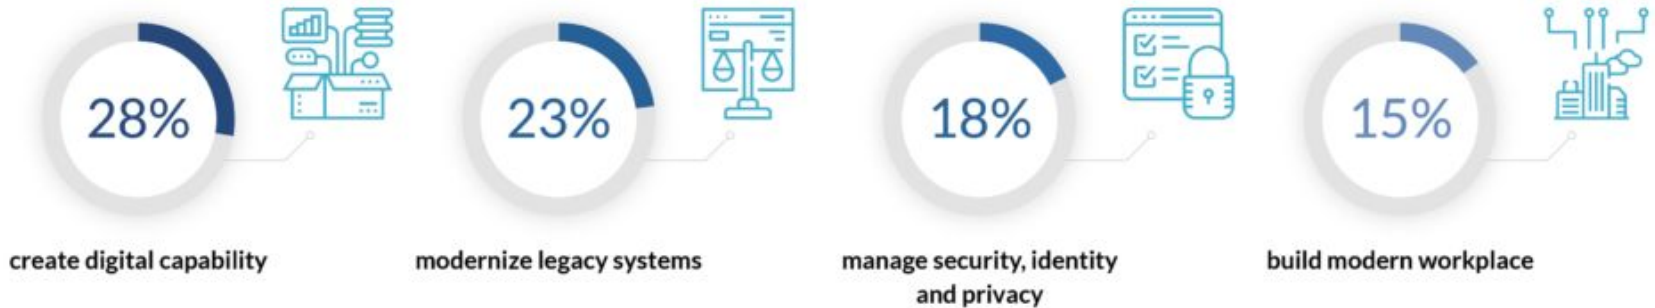 28%
23%
18%
15%
create digital capability
modernize legacy systems
manage security, identity
and privacy
build modern workplace